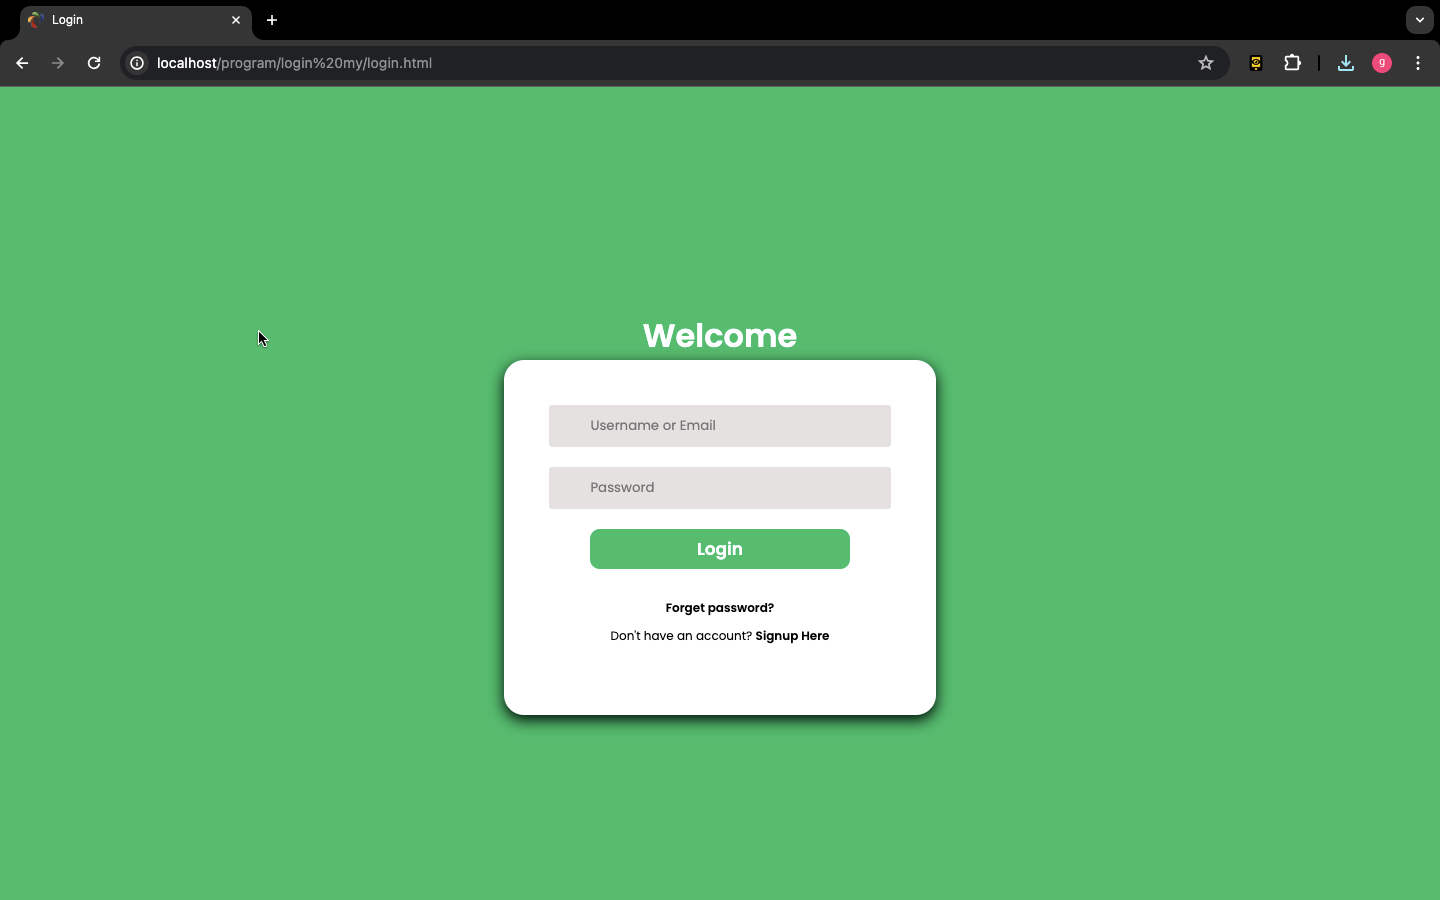 Login
localhost/program/login%20my/login.html
g
Welcome
Username or Email
Password
Login
Forget password?
Don't have an account? Signup Here